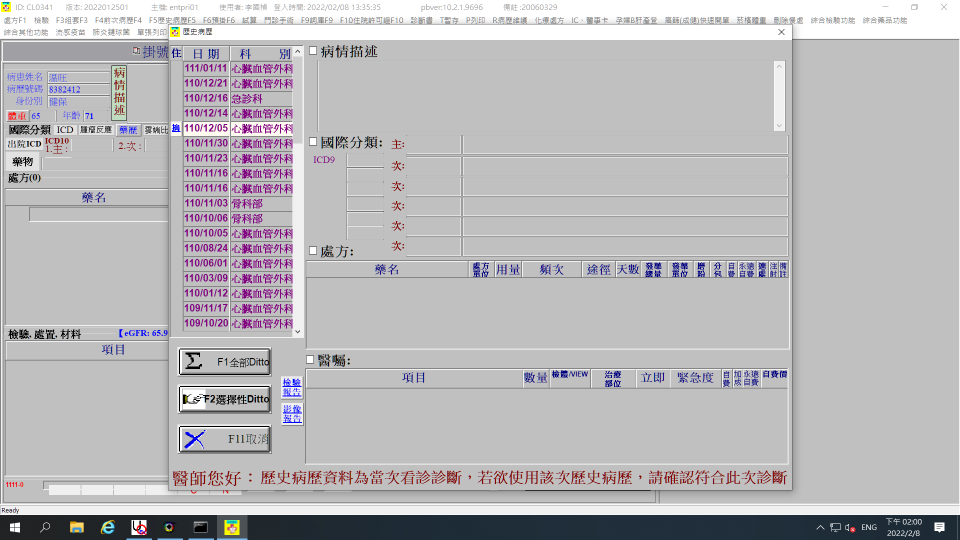 ID: CL0341 版本: 2022012501 主檔: entpri01 使用者: 李國禎 登入時間: 2022/02/08 13:35:35 pbver:10.2.1.9696 備註:20060329
處方F1 檢驗 F3組套F3 F4前次病歷F4 F5歷史病歷F5 F6預掛F6 試算 門診手術 F9詞庫F9 F10住院許可證F10 診斷書 T暫存 P列印 R病歷維護 化療處方 IC、醫事卡 孕婦B肝產登 高篩(成健)快速開單 菸檳體重 刪除優處 綜合檢驗功能 綜合藥品功能
綜合其他功能 流感疫苗 肺炎鏈球菌 單張列印
歷史病歷
掛號
病患姓名 溫旺
病歷號碼 8382412
身份別 健保
病情描述
體重 65 年齡 71
國際分類 ICD 腫瘤反應 藥歷
出院ICD ICD10
1.主: 2.次:
藥物
處方(0)
藥名
檢驗, 處置, 材料 【eGFR: 65.9
項目
1111-0
住
日期 科 別
111/01/11 心臟血管外科
110/12/21 心臟血管外科
110/12/16 急診科
110/12/14 心臟血管外科
110/12/05 心臟血管外科
110/11/30 心臟血管外科
110/11/23 心臟血管外科
110/11/16 心臟血管外科
110/11/16 心臟血管外科
110/11/03 骨科部
110/10/06 骨科部
110/10/05 心臟血管外科
110/08/24 心臟血管外科
110/06/01 心臟血管外科
110/03/09 心臟血管外科
110/01/12 心臟血管外科
109/11/17 心臟血管外科
109/10/20 心臟血管外科
F1全部Ditto
F2選擇性Ditto
F11取消
檢驗報告
影像報告
病情描述
國際分類: 主:
ICD9 次:
次:
次:
次:
次:
處方:
藥名 處方單位 用量 頻次 途徑 天數 發藥總量 發藥單位 磨粉 分包 自費 永遠自費 適處 注射 備註
醫囑:
項目 數量 檢體/VIEW 治療部位 立即 緊急度 自費 加成 永遠自費 自費價
醫師您好：歷史病歷資料為當次看診診斷，若欲使用該次歷史病歷，請確認符合此次診斷
Ready
ENG
下午 02:00
2022/2/8